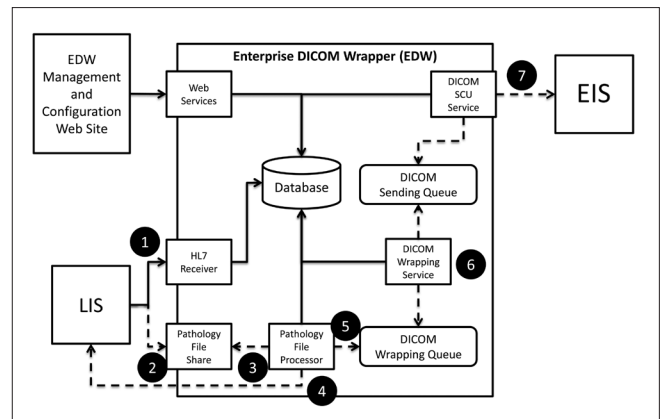 Enterprise DICOM Wrapper (EDW)
EDW
Management
and
Configuration
Web Site
Web
Services
DICOM
SCU
Service
7
EIS
Database
DICOM
Sending Queue
1
HL7
Receiver
DICOM
Wrapping
Service
6
LIS
Pathology
File
Share
Pathology
File
Processor
5
DICOM
Wrapping Queue
2
3
4